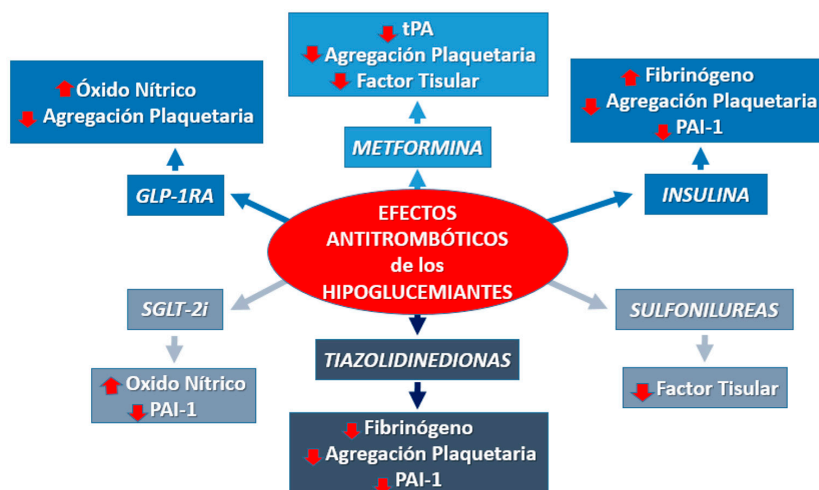 tPA
Agregación Plaquetaria
Factor Tisular
Óxido Nítrico
Agregación Plaquetaria
Fibrinógeno
Agregación Plaquetaria
PAI-1
METFORMINA
GLP-1RA
INSULINA
EFECTOS
ANTITROMBÓTICOS
de los
HIPOGLUCEMIANTES
SGLT-2i
SULFONILUREAS
TIAZOLIDINEDIONAS
Oxido Nítrico
PAI-1
Factor Tisular
Fibrinógeno
Agregación Plaquetaria
PAI-1